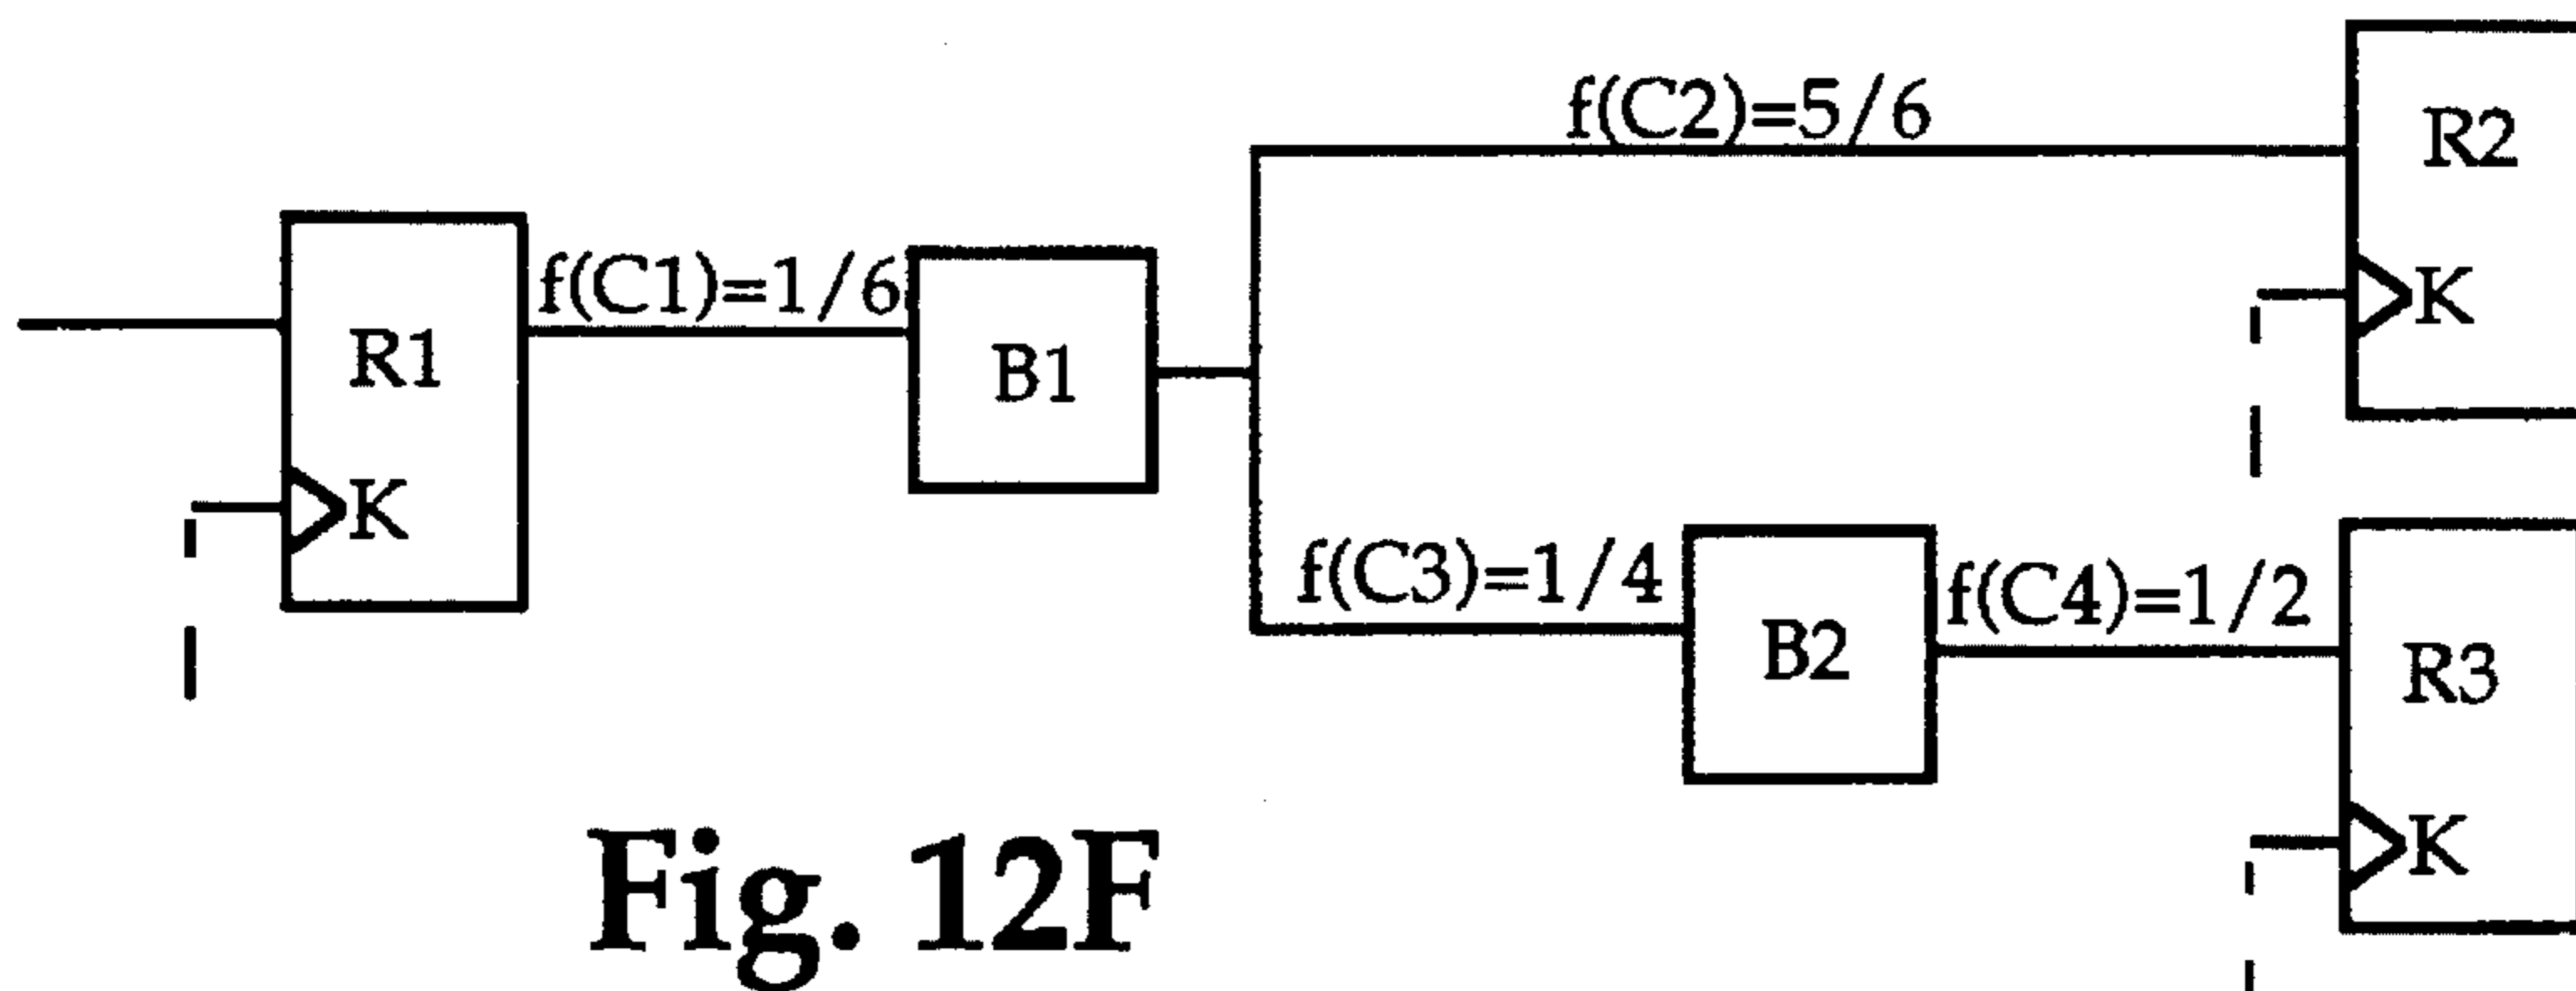 f(C2)=5/6
R2
K
f(C1)=1/6
R1
K
B1
f(C3)=1/4
B2
f(C4)=1/2
R3
K
Fig. 12F